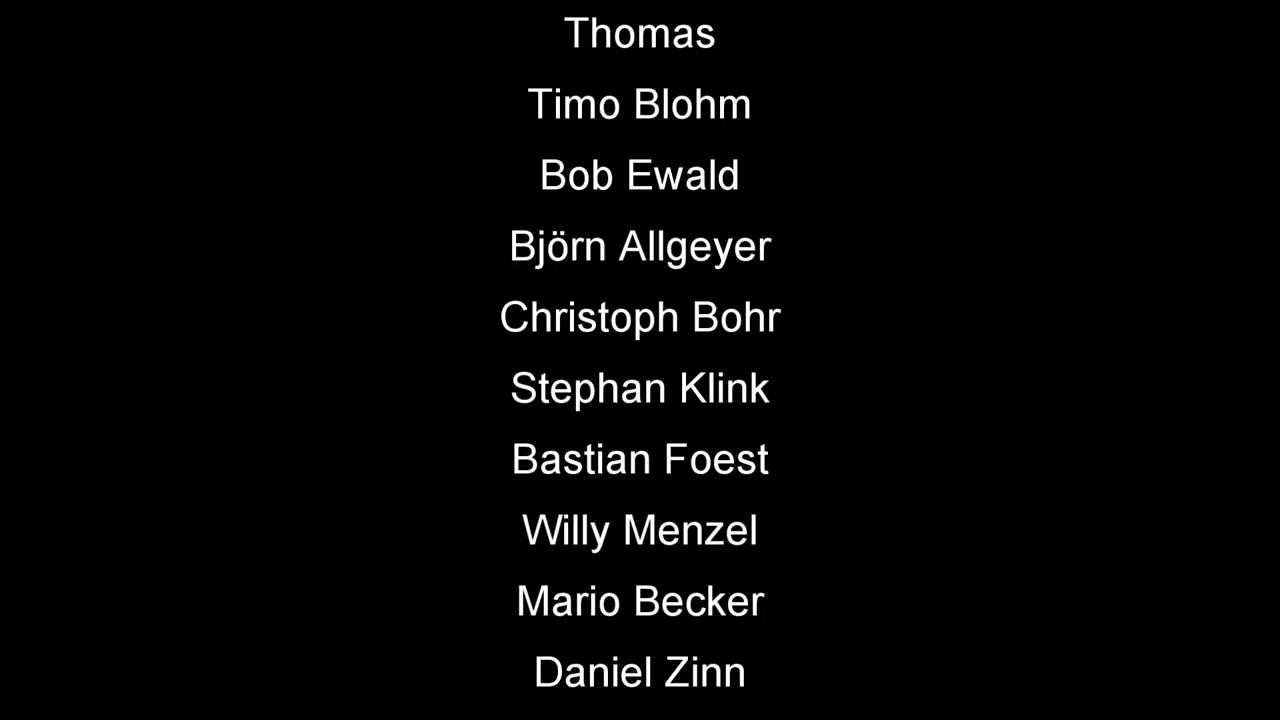 Thomas
Timo Blohm
Bob Ewald
Björn Allgeyer
Christoph Bohr
Stephan Klink
Bastian Foest
Willy Menzel
Mario Becker
Daniel Zinn